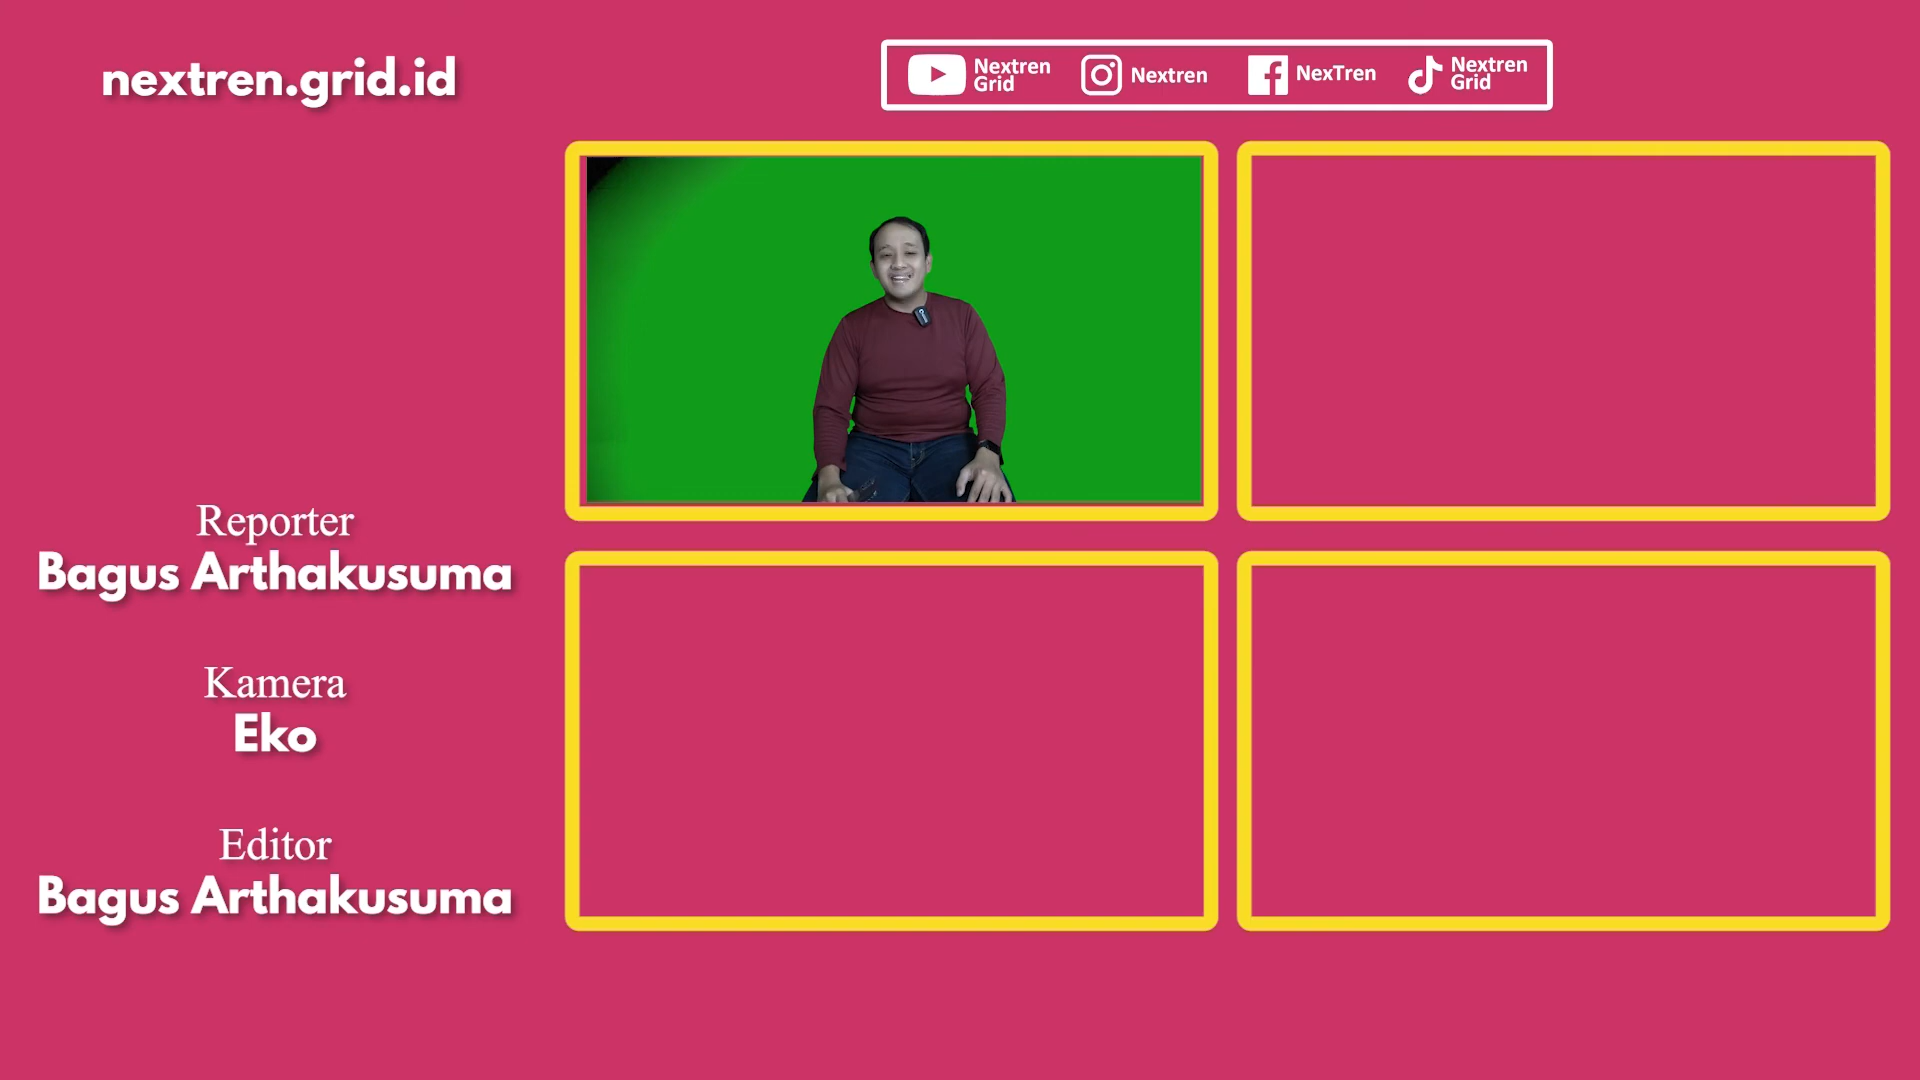 nextren.grid.id
Nextren
Grid
Nextren
NexTren
Nextren
Grid
Reporter
Bagus Arthakusuma
Kamera
Eko
Editor
Bagus Arthakusuma